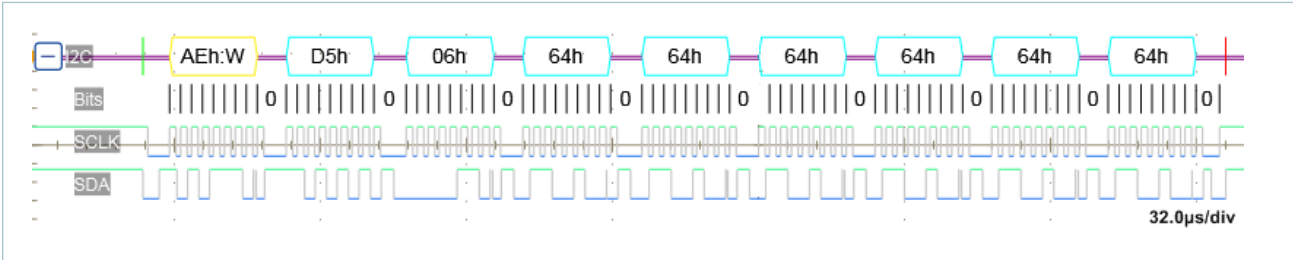 I2C AEh:W D5h 06h 64h 64h 64h 64h 64h 64h
Bits 0 0 0 0 0 0 0 0 0
SCLK
SDA
32.0µs/div